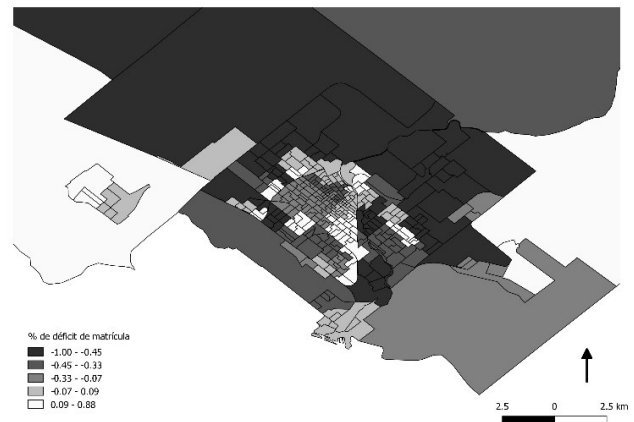 % de déficit de matrícula
-1.00 - -0.45
-0.45 - -0.33
-0.33 - -0.07
-0.07 - 0.09
0.09 - 0.88
2.5 0 2.5 km